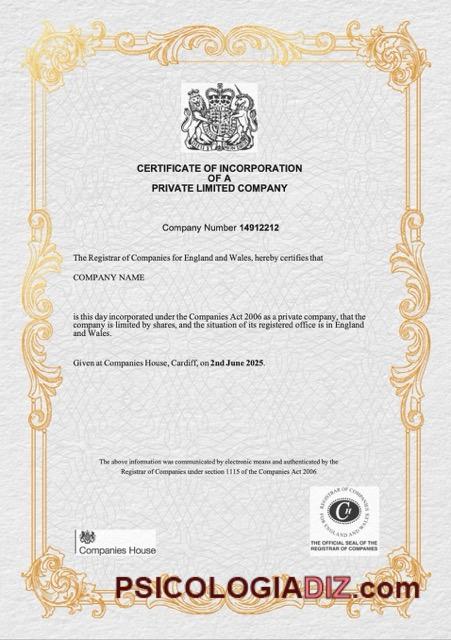 CERTIFICATE OF INCORPORATION
OF A
PRIVATE LIMITED COMPANY
Company Number 14912212
The Registrar of Companies for England and Wales, hereby certifies that
COMPANY NAME
is this day incorporated under the Companies Act 2006 as a private company, that the
company is limited by shares, and the situation of its registered office is in England
and Wales.
Given at Companies House, Cardiff, on 2nd June 2025.
The above information was communicated by electronic means and authenticated by the
Registrar of Companies under section 1115 of the Companies Act 2006
REGISTRAR OF COMPANIES
FOR ENGLAND AND WALES
CH
THE OFFICIAL SEAL OF THE
REGISTRAR OF COMPANIES
Companies House
PSICOLOGIADIZ.com